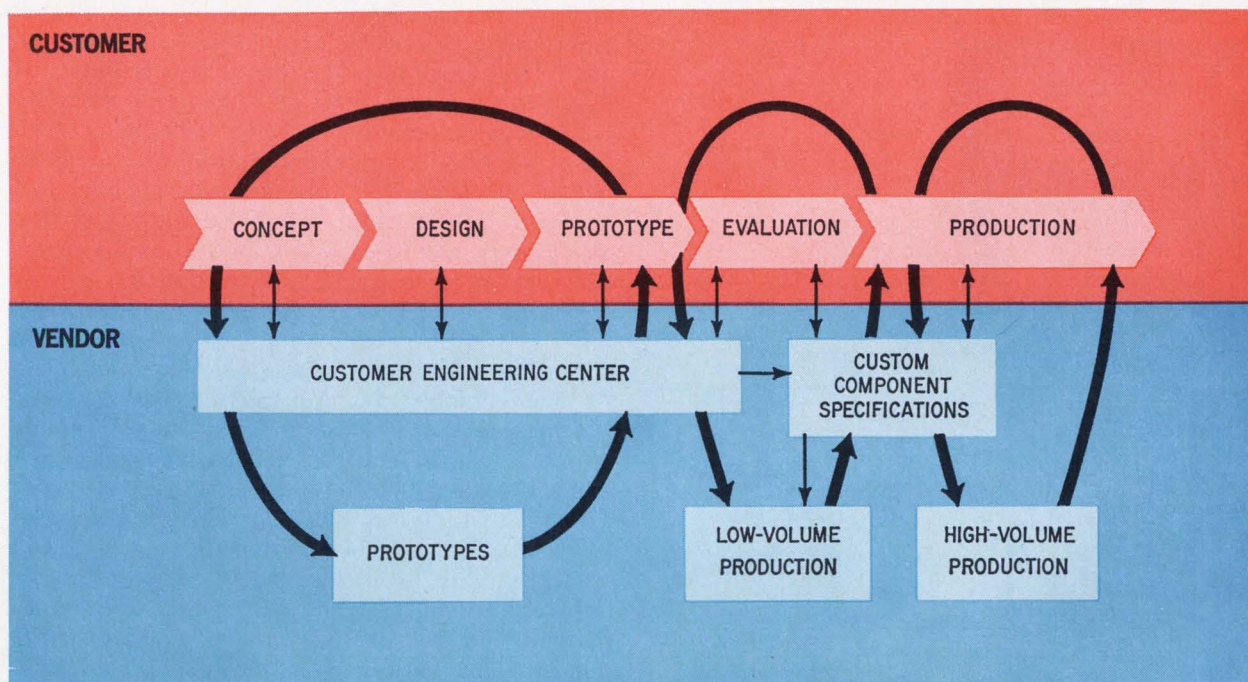 CUSTOMER
CONCEPT
DESIGN
PROTOTYPE
EVALUATION
PRODUCTION
VENDOR
CUSTOMER ENGINEERING CENTER
CUSTOM
COMPONENT
SPECIFICATIONS
PROTOTYPES
LOW-VOLUME
PRODUCTION
HIGH-VOLUME
PRODUCTION